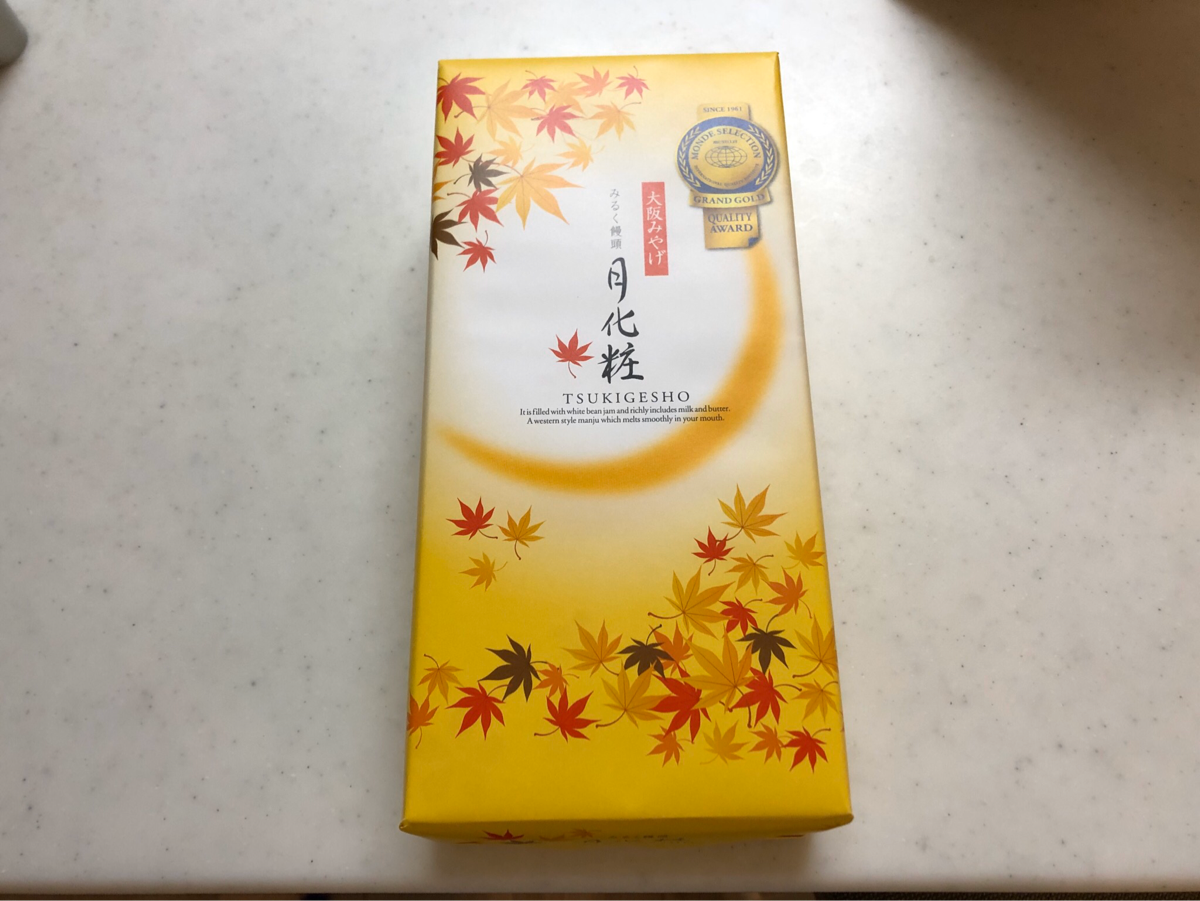 SINCE 1961
MONDE SELECTION
GRAND GOLD
QUALITY
AWARD
大阪みやげ
みるく饅頭
月化粧
TSUKIGESHO
It is filled with white bean jam and richly includes milk and butter.
A western style manju which melts smoothly in your mouth.